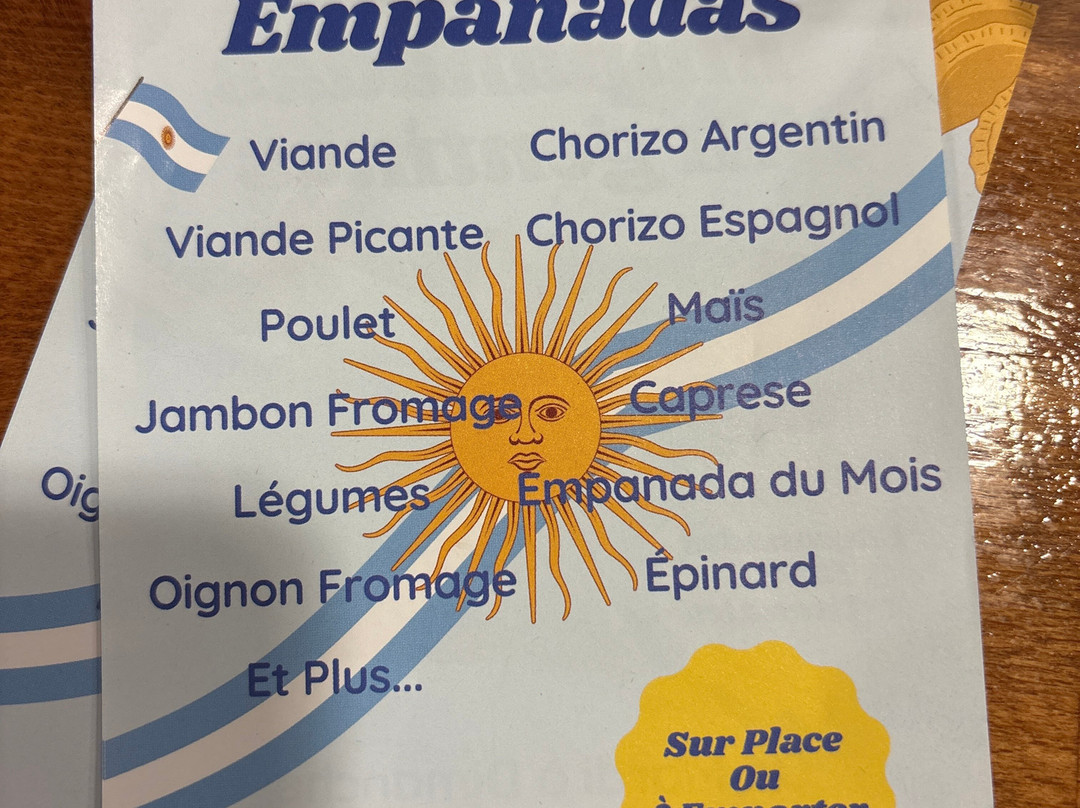 Empanadas
Viande
Viande Picante
Poulet
Jambon Fromage
Légumes
Oignon Fromage
Et Plus...
Chorizo Argentin
Chorizo Espagnol
Maïs
Caprese
Empanada du Mois
Épinard
Sur Place
Ou
à Emporter